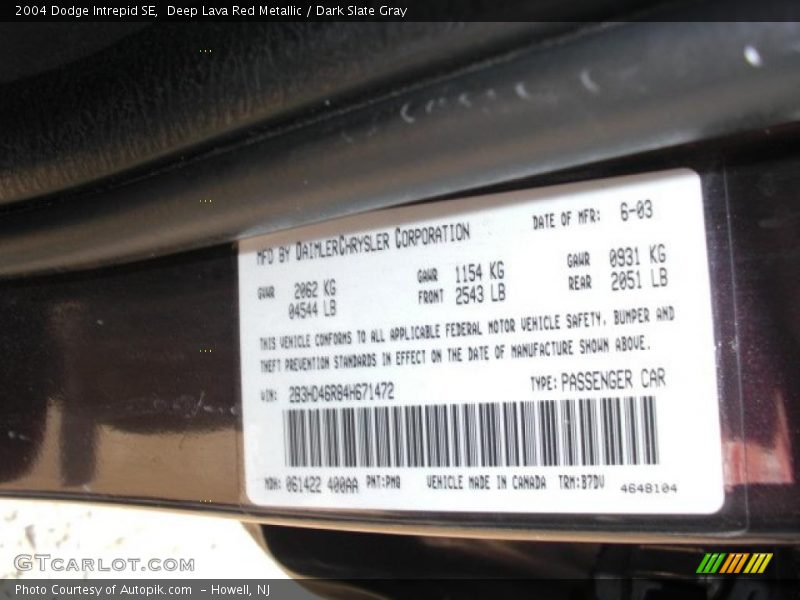 2004 Dodge Intrepid SE,  Deep Lava Red Metallic / Dark Slate Gray
MFD BY DAIMLERCHRYSLER CORPORATION DATE OF MFR: 6-03
GVWR 2062 KG GAWR 1154 KG GAWR 0931 KG
04544 LB FRONT 2543 LB REAR 2051 LB
THIS VEHICLE CONFORMS TO ALL APPLICABLE FEDERAL MOTOR VEHICLE SAFETY, BUMPER AND
THEFT PREVENTION STANDARDS IN EFFECT ON THE DATE OF MANUFACTURE SHOWN ABOVE.
VIN: 2B3HD46R84H671472 TYPE: PASSENGER CAR
MDH: 061422 400AA PNT:PMQ VEHICLE MADE IN CANADA TRM:B7DV 4648104
GTCARLOT.COM
Photo Courtesy of Autopik.com  – Howell, NJ